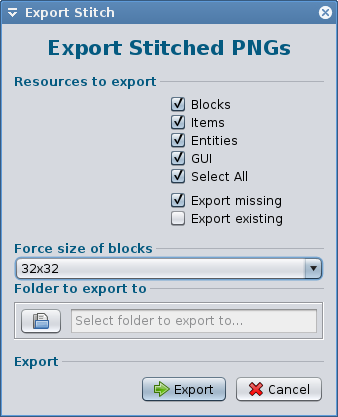 Export Stitch
Export Stitched PNGs
Resources to export
Blocks
Items
Entities
GUI
Select All
Export missing
Export existing
Force size of blocks
32x32
Folder to export to
Select folder to export to...
Export
Export
Cancel